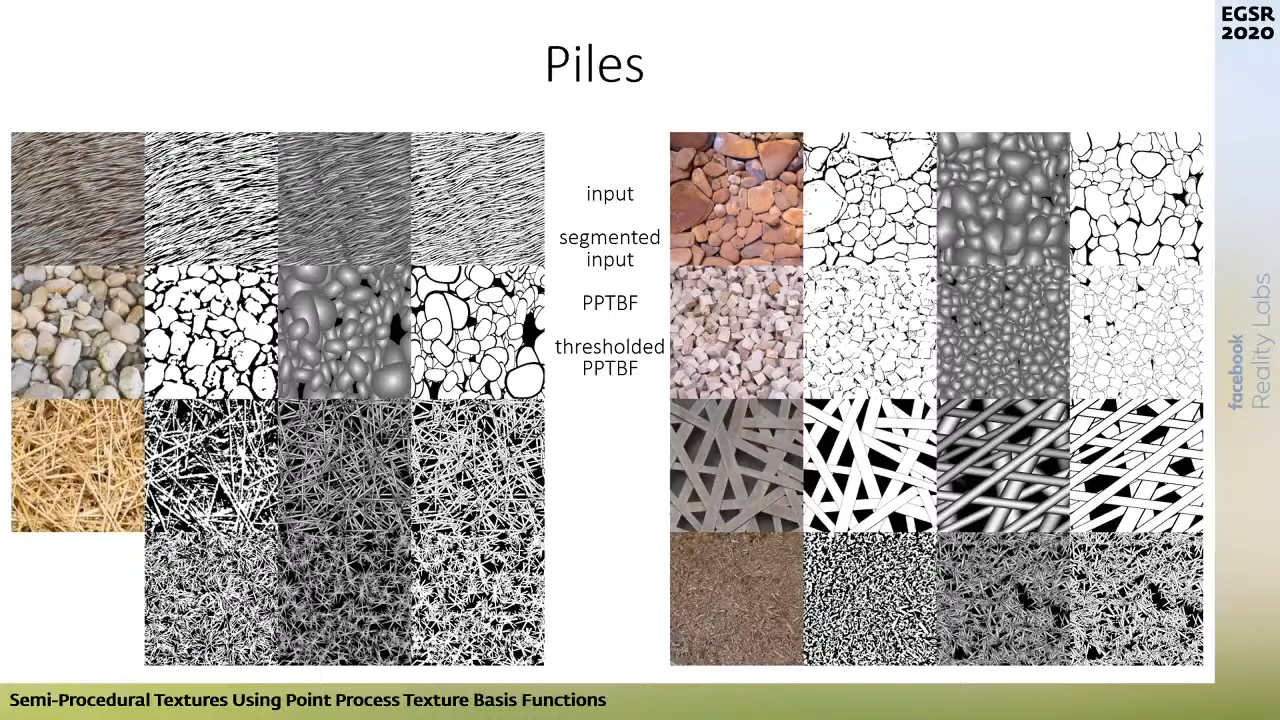 EGSR
2020
Piles
input
segmented
input
PPTBF
thresholded
PPTBF
facebook
Reality Labs
Semi-Procedural Textures Using Point Process Texture Basis Functions